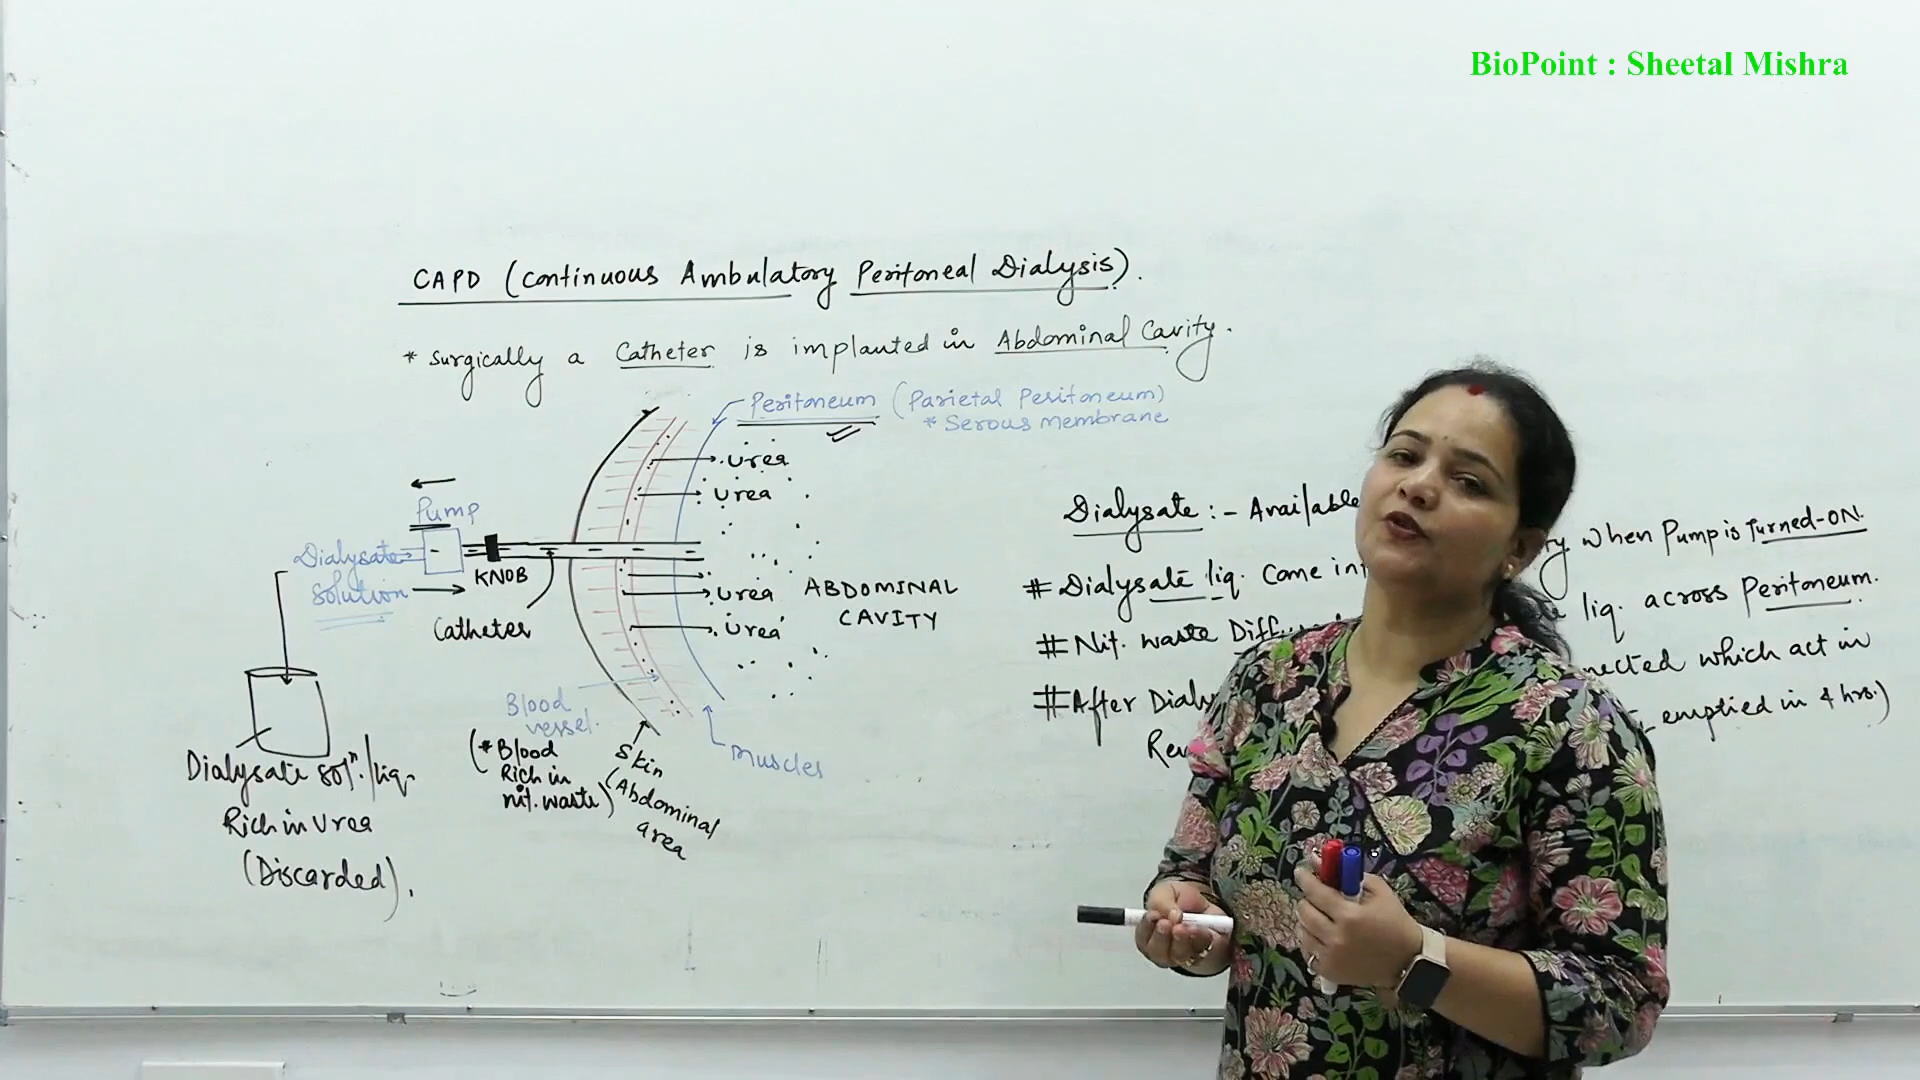 BioPoint : Sheetal Mishra
CAPD (Continuous Ambulatory Peritoneal Dialysis).
* Surgically a Catheter is implanted in Abdominal Cavity.
Peritoneum (Parietal Peritoneum)
* Serous membrane
Urea
Urea
Pump
Dialysate
Solution
KNOB
Catheter
Urea
Urea
ABDOMINAL
CAVITY
Blood
vessel.
(* Blood
Rich in
nit. waste)
Skin
(Abdominal
area
Muscles
Dialysate solⁿ./liq.
Rich in Urea
(Discarded).
Dialysate :- Available
# Dialysate liq. Come when Pump is Turned-ON.
# Nit. waste liq. across Peritoneum.
# After which act in
emptied in 4 hrs.)